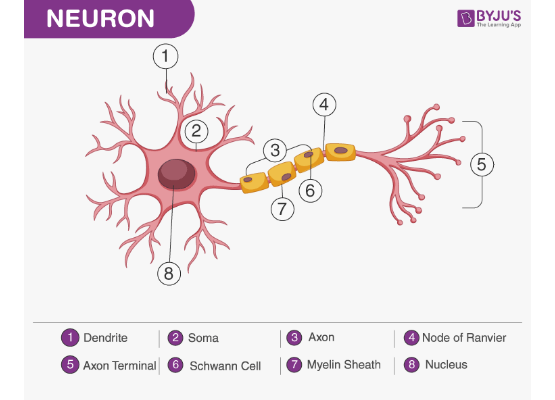 NEURON
BYJU'S
The Learning App
1
2
3
4
5
6
7
8
1 Dendrite
2 Soma
3 Axon
4 Node of Ranvier
5 Axon Terminal
6 Schwann Cell
7 Myelin Sheath
8 Nucleus